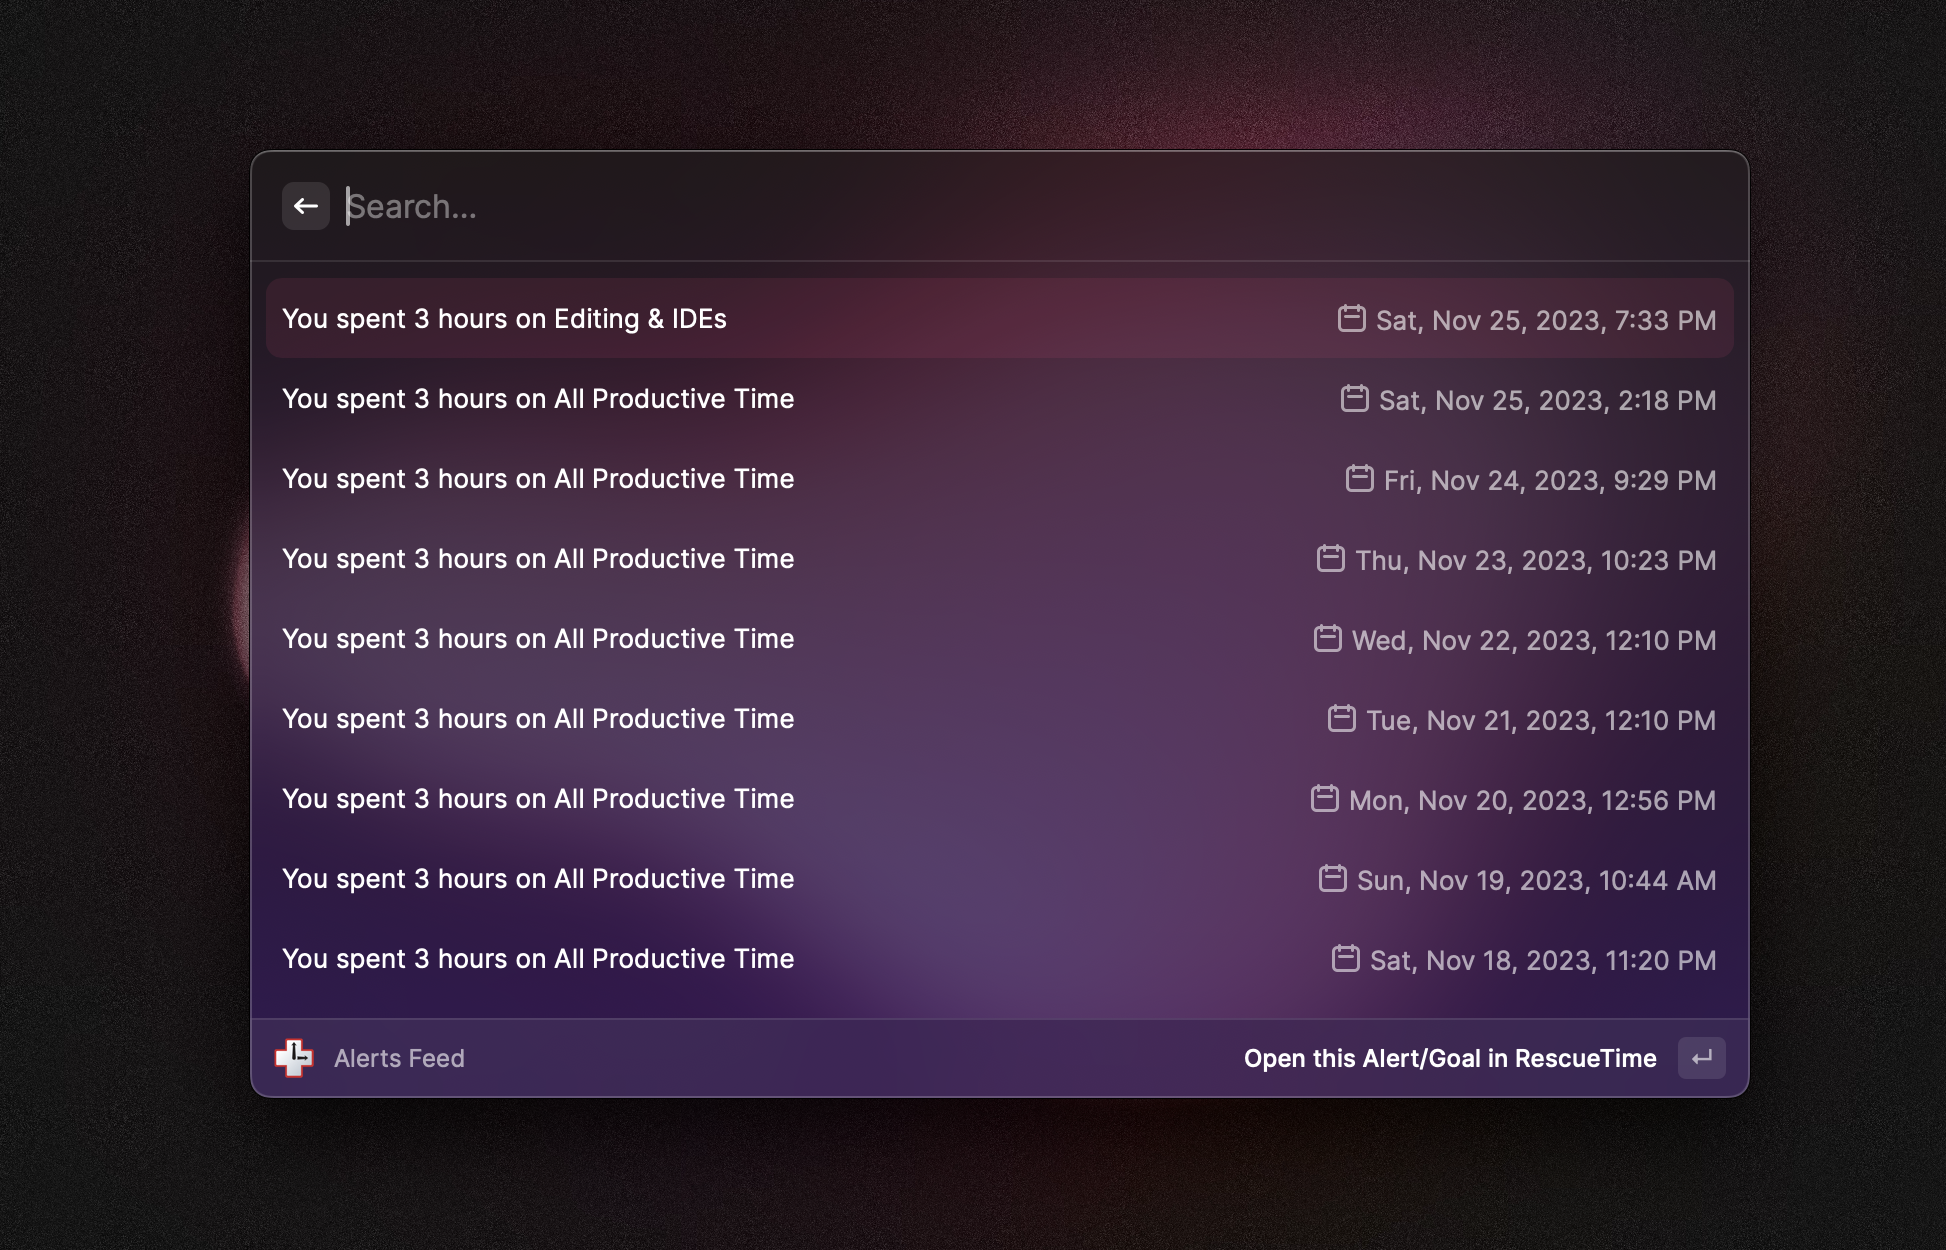 Search...
You spent 3 hours on Editing & IDEs Sat, Nov 25, 2023, 7:33 PM
You spent 3 hours on All Productive Time Sat, Nov 25, 2023, 2:18 PM
You spent 3 hours on All Productive Time Fri, Nov 24, 2023, 9:29 PM
You spent 3 hours on All Productive Time Thu, Nov 23, 2023, 10:23 PM
You spent 3 hours on All Productive Time Wed, Nov 22, 2023, 12:10 PM
You spent 3 hours on All Productive Time Tue, Nov 21, 2023, 12:10 PM
You spent 3 hours on All Productive Time Mon, Nov 20, 2023, 12:56 PM
You spent 3 hours on All Productive Time Sun, Nov 19, 2023, 10:44 AM
You spent 3 hours on All Productive Time Sat, Nov 18, 2023, 11:20 PM
Alerts Feed Open this Alert/Goal in RescueTime